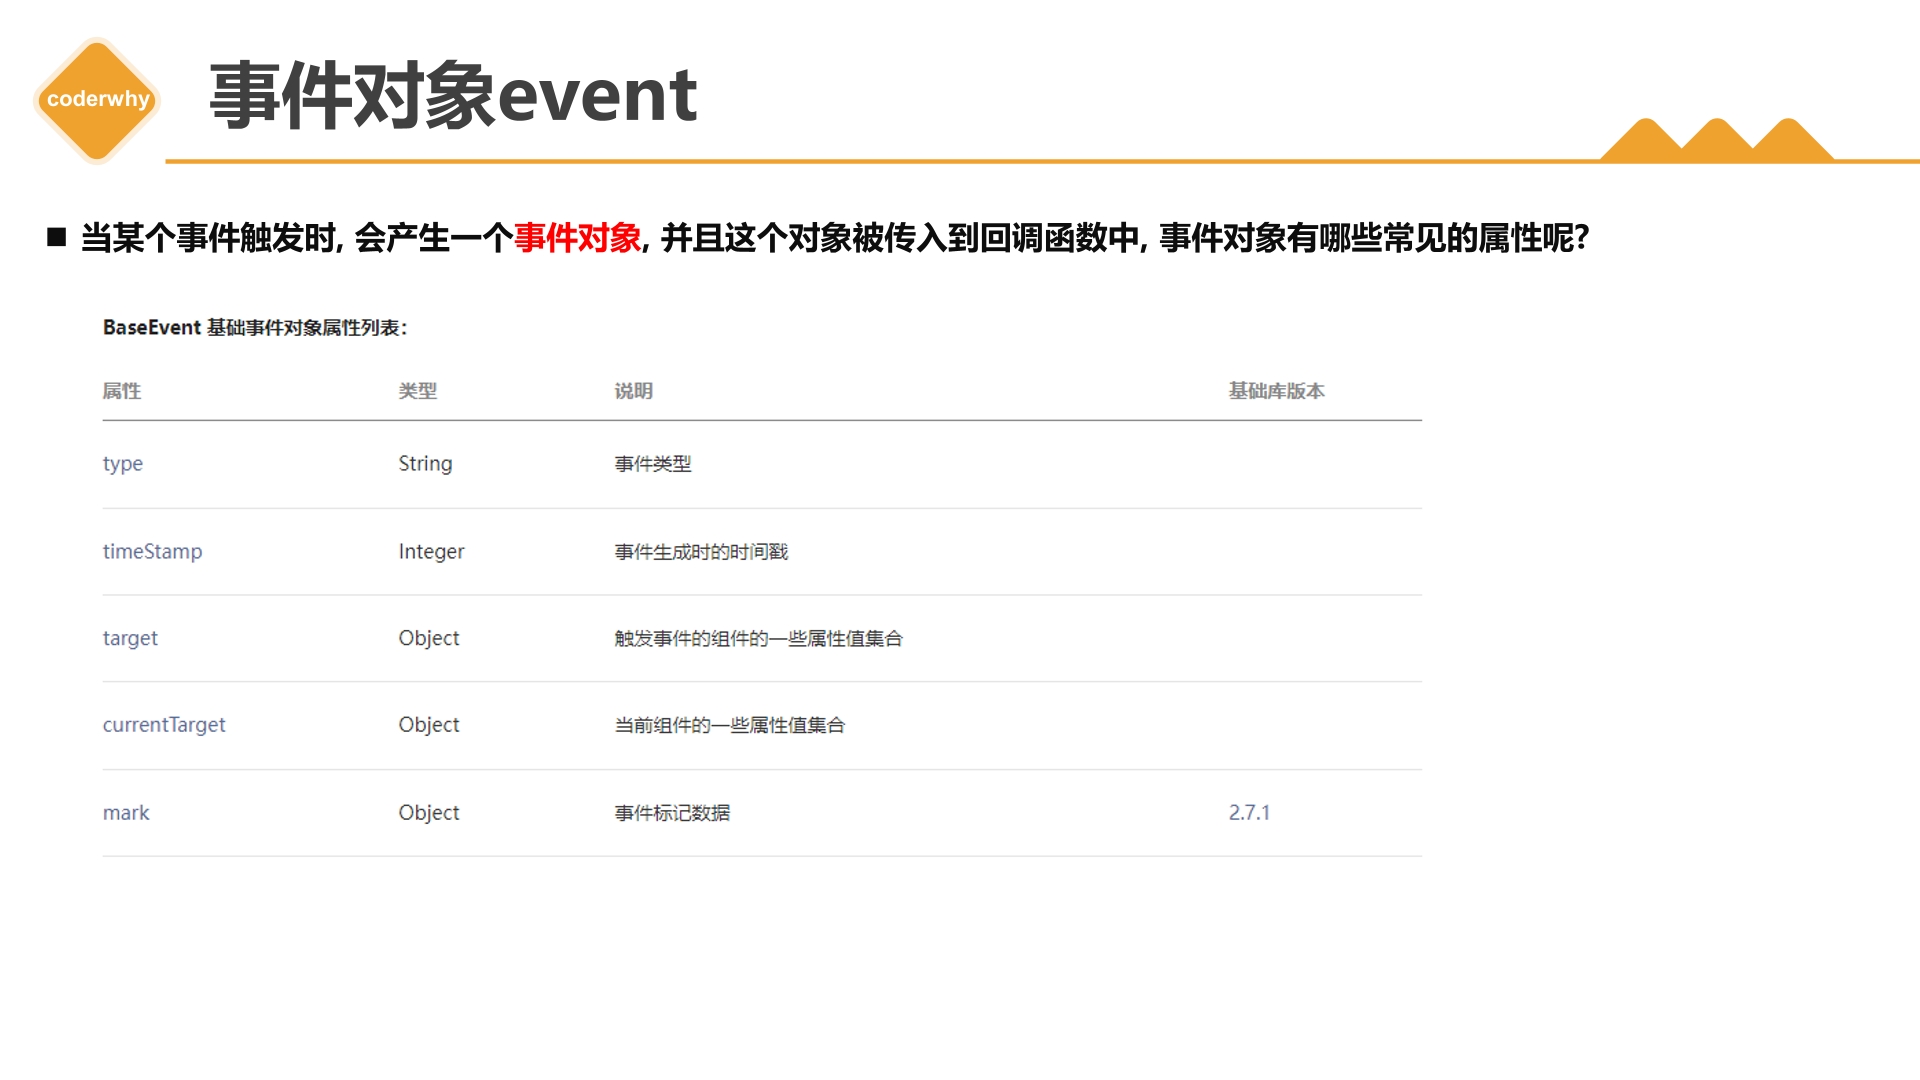 coderwhy
事件对象event
■ 当某个事件触发时, 会产生一个事件对象, 并且这个对象被传入到回调函数中, 事件对象有哪些常见的属性呢?
BaseEvent 基础事件对象属性列表：
属性 类型 说明 基础库版本
type String 事件类型
timeStamp Integer 事件生成时的时间戳
target Object 触发事件的组件的一些属性值集合
currentTarget Object 当前组件的一些属性值集合
mark Object 事件标记数据 2.7.1